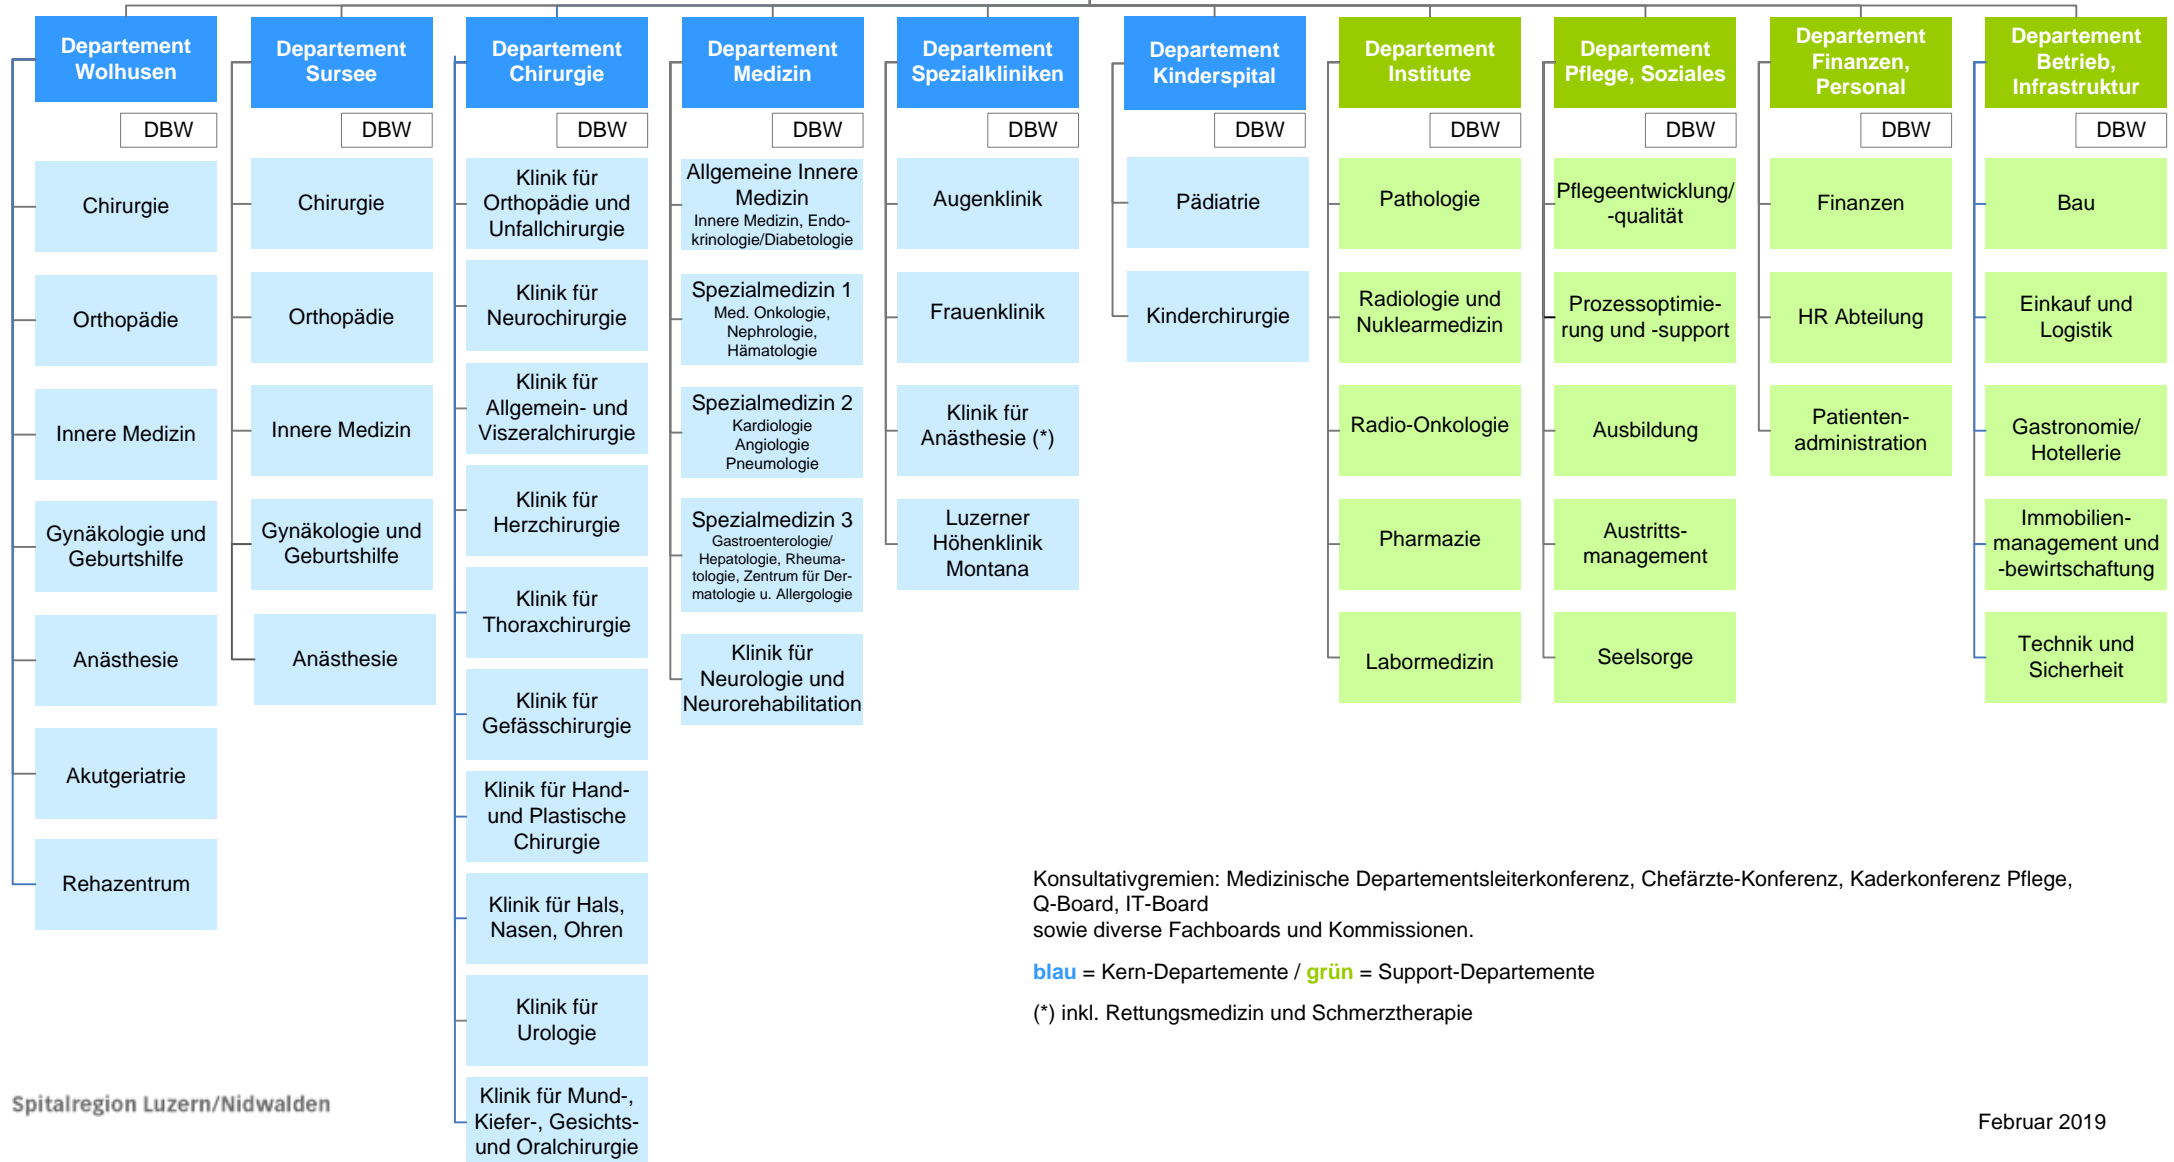 Departement
Wolhusen
DBW
Chirurgie
Orthopädie
Innere Medizin
Gynäkologie und
Geburtshilfe
Anästhesie
Akutgeriatrie
Rehazentrum
Departement
Sursee
DBW
Chirurgie
Orthopädie
Innere Medizin
Gynäkologie und
Geburtshilfe
Anästhesie
Departement
Chirurgie
DBW
Klinik für
Orthopädie und
Unfallchirurgie
Klinik für
Neurochirurgie
Klinik für
Allgemein- und
Viszeralchirurgie
Klinik für
Herzchirurgie
Klinik für
Thoraxchirurgie
Klinik für
Gefässchirurgie
Klinik für Hand-
und Plastische
Chirurgie
Klinik für Hals,
Nasen, Ohren
Klinik für
Urologie
Klinik für Mund-,
Kiefer-, Gesichts-
und Oralchirurgie
Departement
Medizin
DBW
Allgemeine Innere
Medizin
Innere Medizin, Endo-
krinologie/Diabetologie
Spezialmedizin 1
Med. Onkologie,
Nephrologie,
Hämatologie
Spezialmedizin 2
Kardiologie
Angiologie
Pneumologie
Spezialmedizin 3
Gastroenterologie/
Hepatologie, Rheuma-
tologie, Zentrum für Der-
matologie u. Allergologie
Klinik für
Neurologie und
Neurorehabilitation
Departement
Spezialkliniken
DBW
Augenklinik
Frauenklinik
Klinik für
Anästhesie (*)
Luzerner
Höhenklinik
Montana
Departement
Kinderspital
DBW
Pädiatrie
Kinderchirurgie
Departement
Institute
DBW
Pathologie
Radiologie und
Nuklearmedizin
Radio-Onkologie
Pharmazie
Labormedizin
Departement
Pflege, Soziales
DBW
Pflegeentwicklung/
-qualität
Prozessoptimie-
rung und -support
Ausbildung
Austritts-
management
Seelsorge
Departement
Finanzen,
Personal
DBW
Finanzen
HR Abteilung
Patienten-
administration
Departement
Betrieb,
Infrastruktur
DBW
Bau
Einkauf und
Logistik
Gastronomie/
Hotellerie
Immobilien-
management und
-bewirtschaftung
Technik und
Sicherheit
Konsultativgremien: Medizinische Departementsleiterkonferenz, Chefärzte-Konferenz, Kaderkonferenz Pflege,
Q-Board, IT-Board
sowie diverse Fachboards und Kommissionen.
blau = Kern-Departemente / grün = Support-Departemente
(*) inkl. Rettungsmedizin und Schmerztherapie
Spitalregion Luzern/Nidwalden
Februar 2019